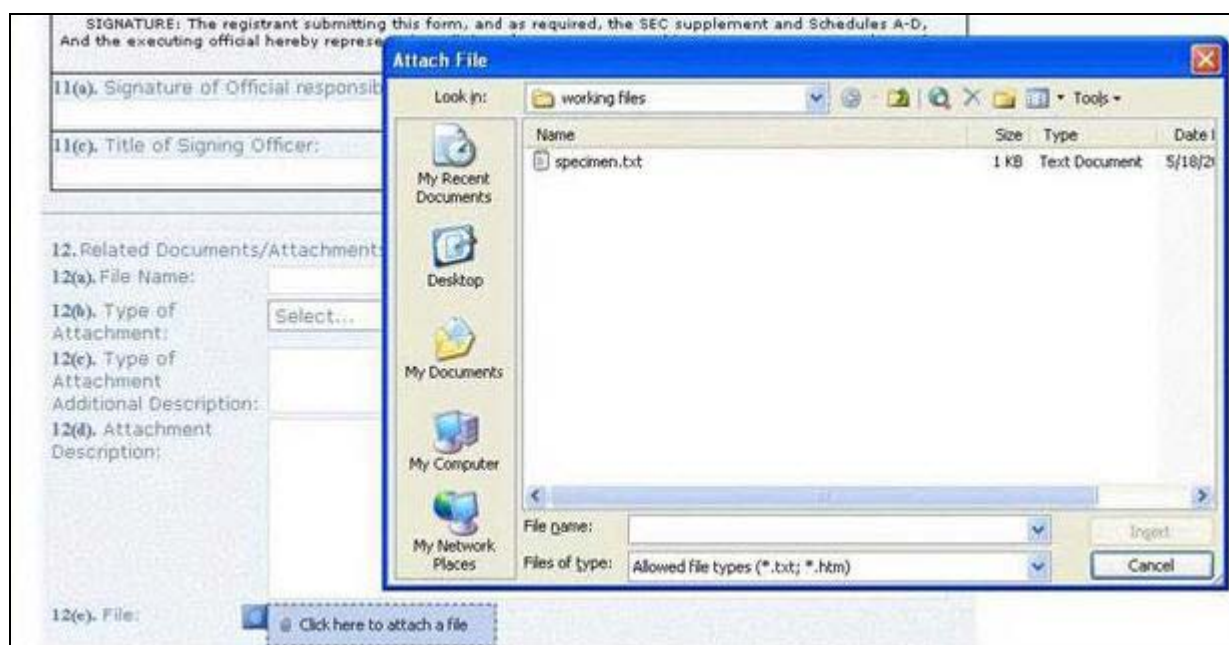 SIGNATURE: The registrant submitting this form, and as required, the SEC supplement and Schedules A-D,
And the executing official hereby represe
11(a). Signature of Official responsib
11(c). Title of Signing Officer:
12. Related Documents/Attachments
12(a). File Name:
12(b). Type of
Attachment:
Select...
12(c). Type of
Attachment
Additional Description:
12(d). Attachment
Description:
12(e). File:
Click here to attach a file
Attach File
Look in:
working files
Tools
Name
Size
Type
Date
specimen.txt
1 KB
Text Document
5/18/2
My Recent
Documents
Desktop
My Documents
My Computer
My Network
Places
File name:
Insert
Files of type:
Allowed file types (*.txt; *.htm)
Cancel